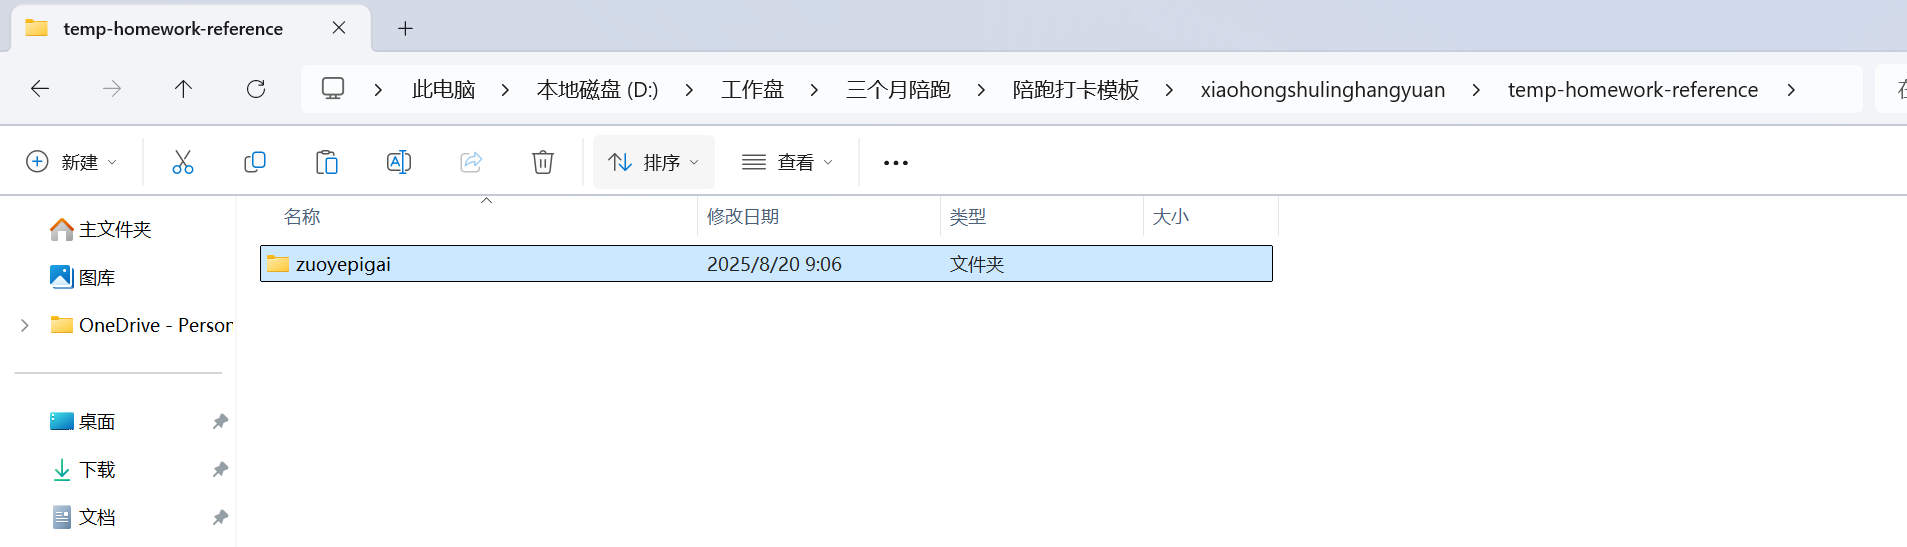 temp-homework-reference
此电脑 本地磁盘 (D:) 工作盘 三个月陪跑 陪跑打卡模板 xiaohongshulinghangyuan temp-homework-reference
新建 排序 查看
名称 修改日期 类型 大小
zuoyepigai 2025/8/20 9:06 文件夹
主文件夹
图库
OneDrive - Person
桌面
下载
文档